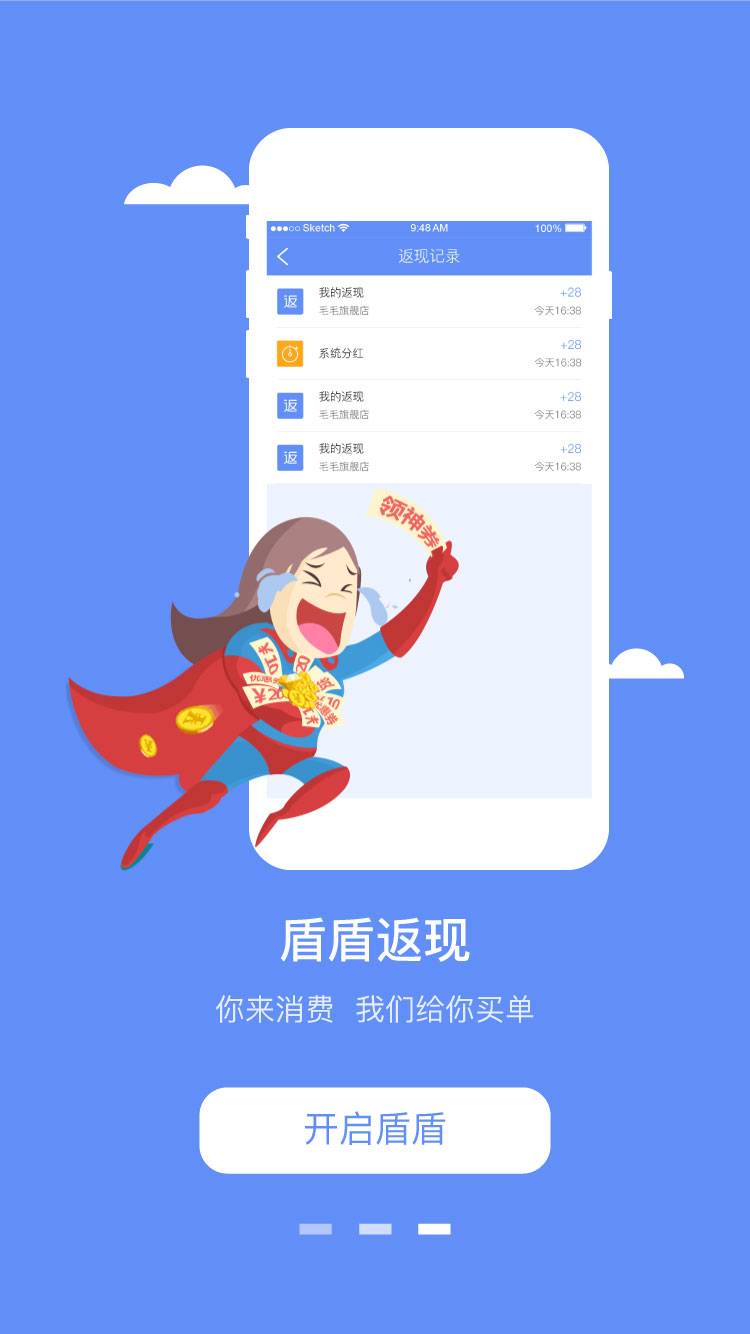 ●●●○○ Sketch 9:48 AM 100%
返现记录
返 我的返现 +28
毛毛旗舰店 今天16:38
系统分红 +28
今天16:38
返 我的返现 +28
毛毛旗舰店 今天16:38
返 我的返现 +28
毛毛旗舰店 今天16:38
领神券
盾盾返现
你来消费 我们给你买单
开启盾盾